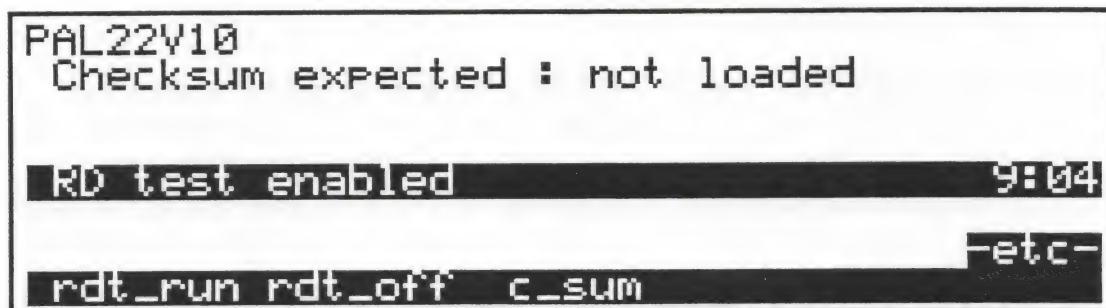 PAL22V10
Checksum expected : not loaded
RD test enabled 9:04
-etc-
rdt_run rdt_off c_sum